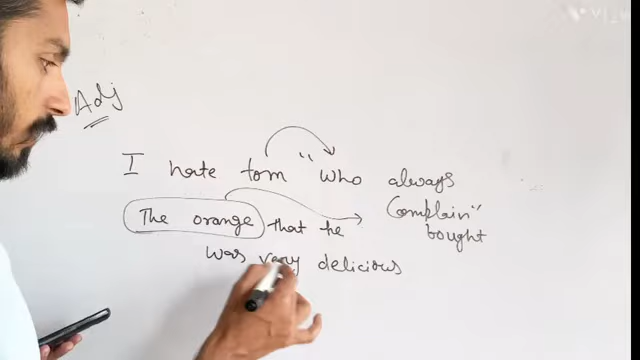 Adj
I hate tom "who always
Complain"
The orange that he bought
was very delicious